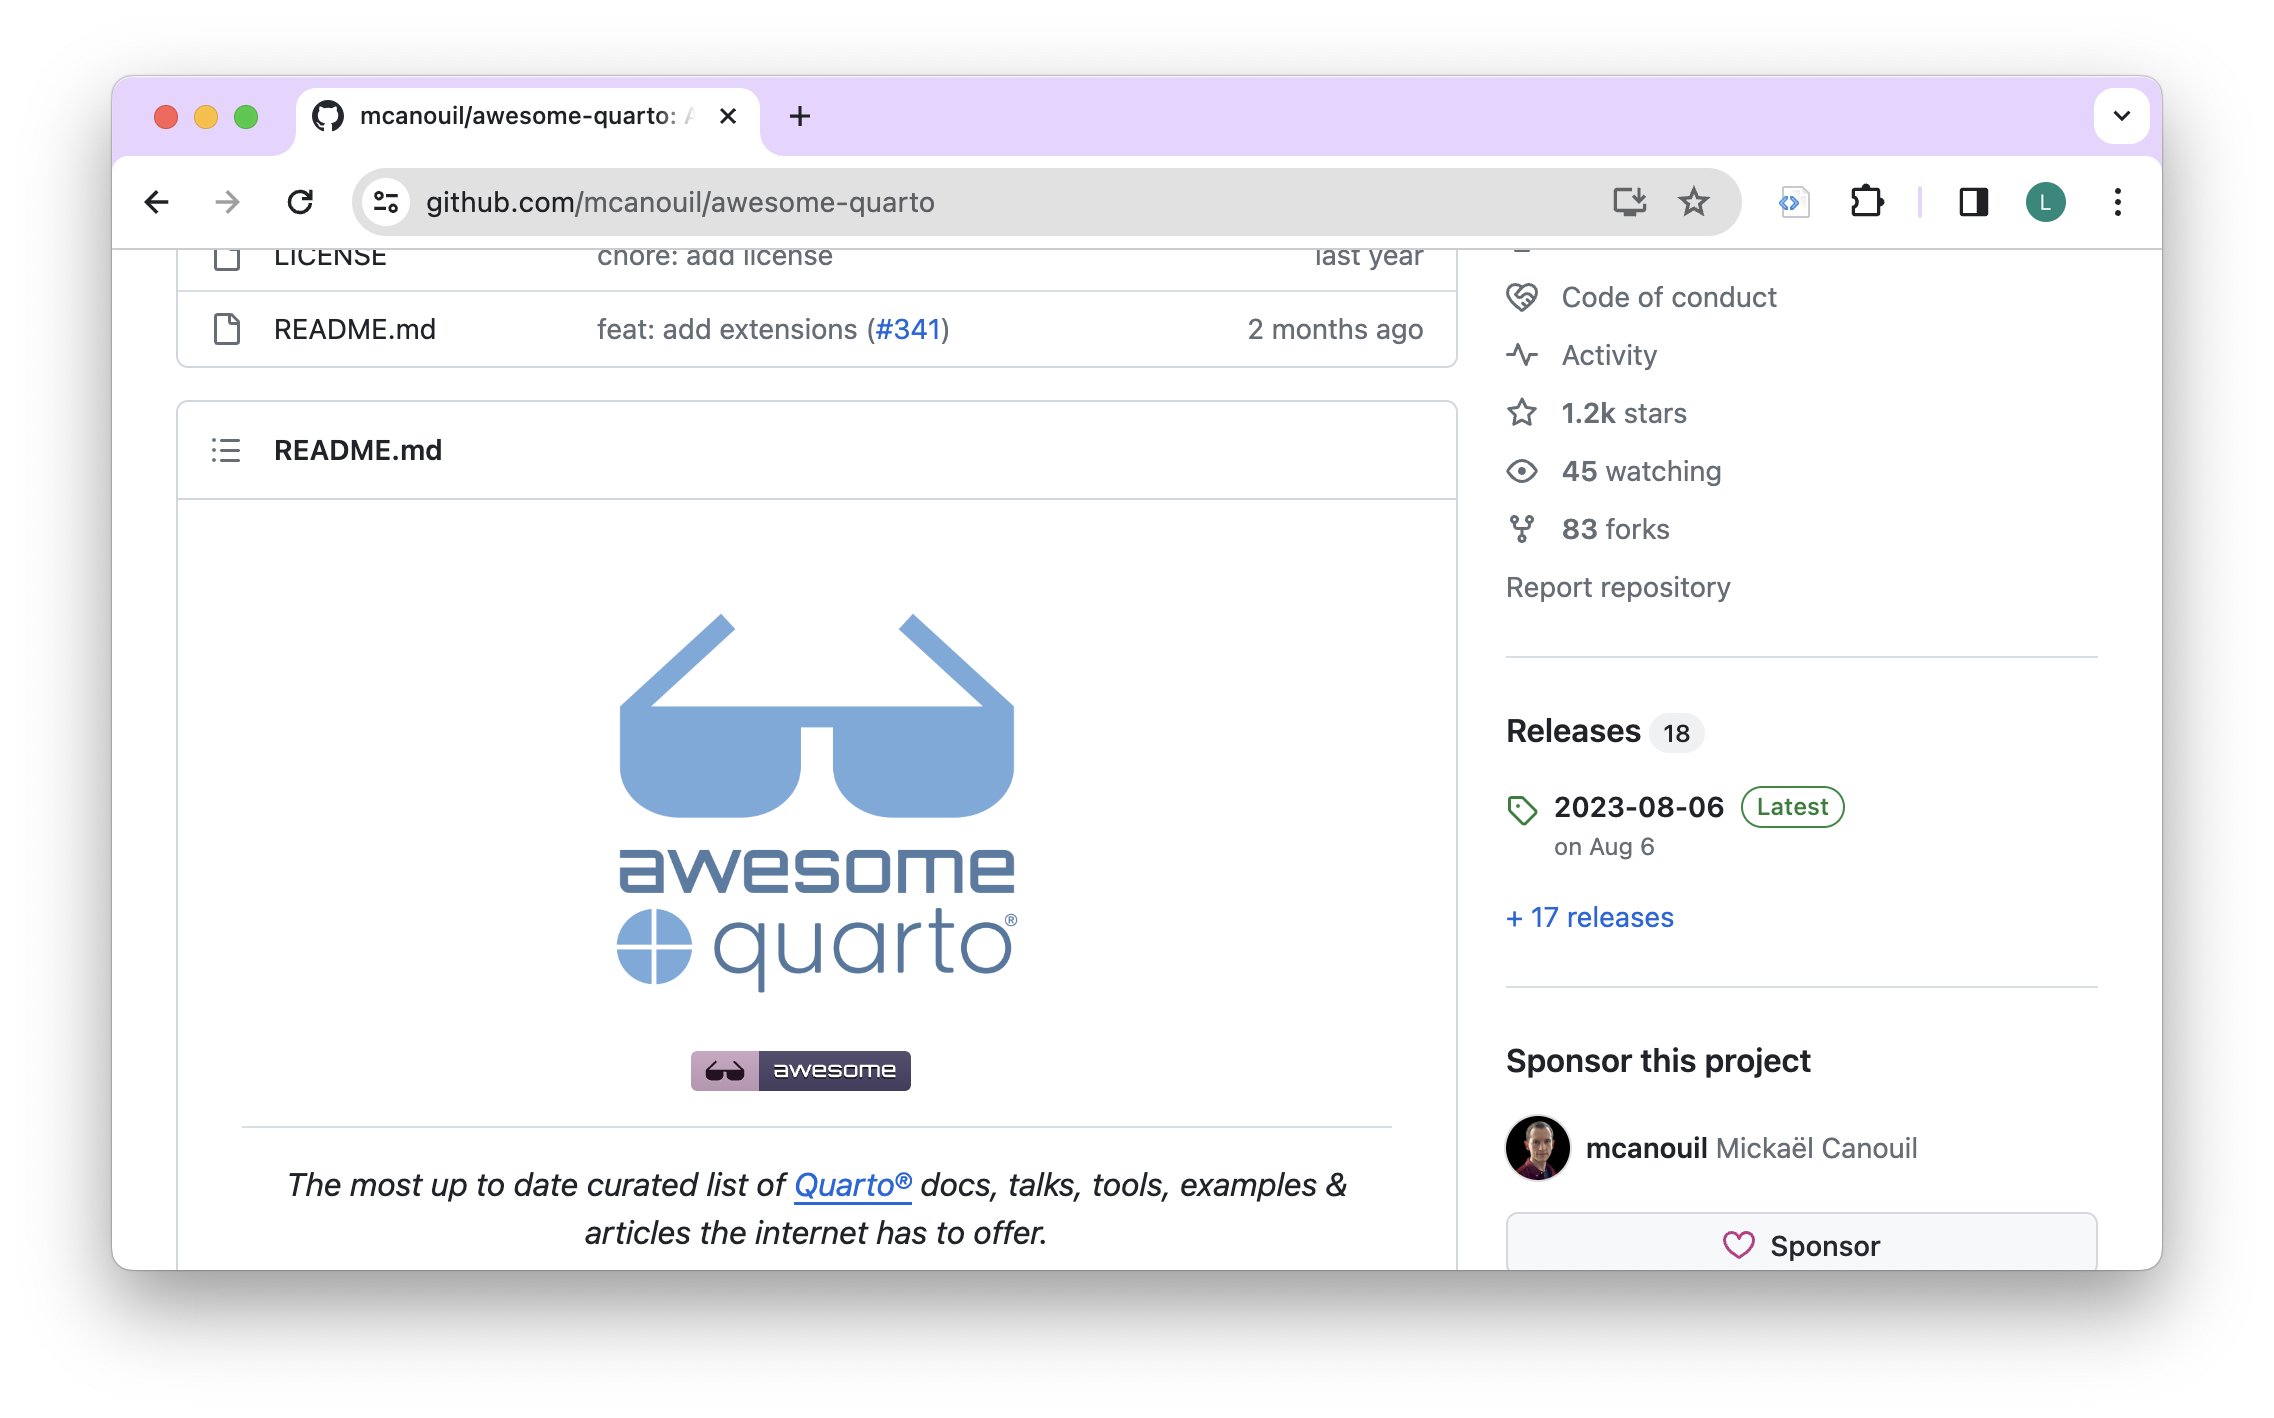 mcanouil/awesome-quarto: A
github.com/mcanouil/awesome-quarto
L
LICENSE chore: add license last year
README.md feat: add extensions (#341) 2 months ago
README.md
awesome
quarto®
awesome
The most up to date curated list of Quarto® docs, talks, tools, examples &
articles the internet has to offer.
Code of conduct
Activity
1.2k stars
45 watching
83 forks
Report repository
Releases 18
2023-08-06 Latest
on Aug 6
+ 17 releases
Sponsor this project
mcanouil Mickaël Canouil
Sponsor